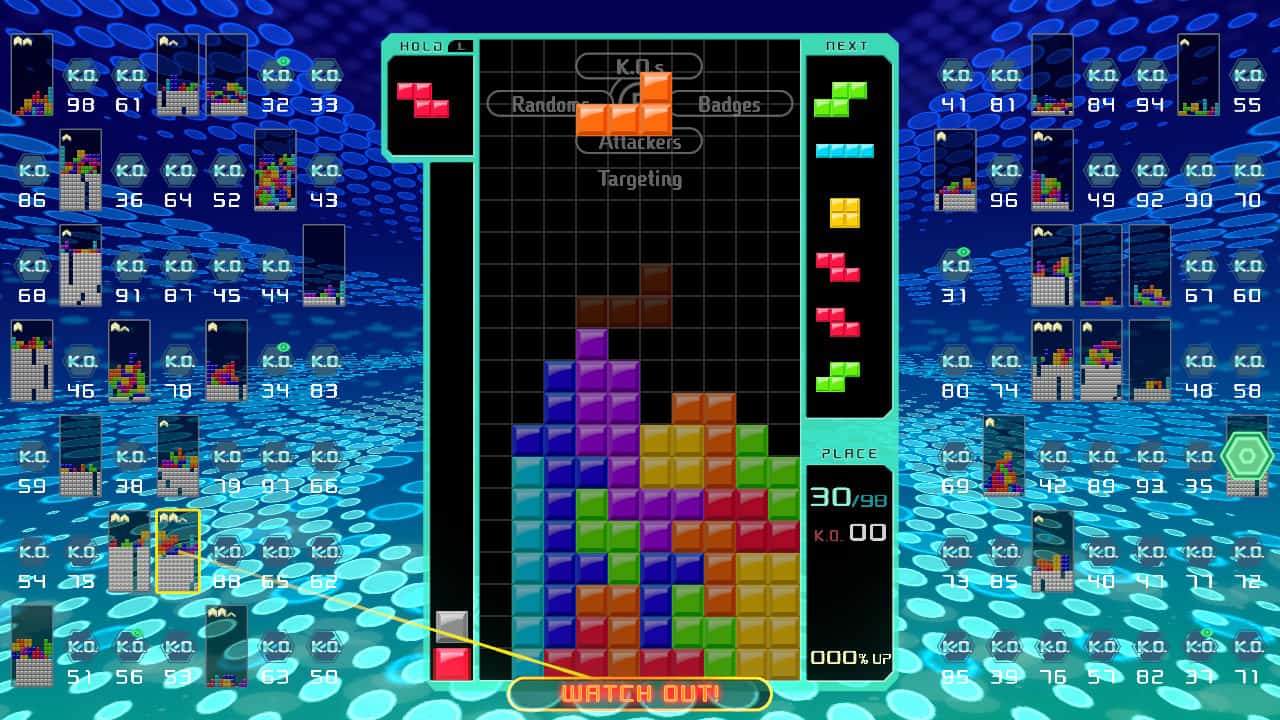 HOLD L
NEXT
K.O.s
Randoms
Badges
Attackers
Targeting
K.O. K.O. K.O. K.O.
98 61 32 33
K.O. K.O. K.O. K.O. K.O.
86 36 64 52 43
K.O. K.O. K.O. K.O. K.O.
68 91 87 45 44
K.O. K.O. K.O. K.O.
46 78 34 83
K.O. K.O. K.O. K.O. K.O.
59 38 79 97 66
K.O. K.O. K.O. K.O. K.O.
54 75 88 65 62
K.O. K.O. K.O. K.O. K.O.
51 56 53 63 50
K.O. K.O. K.O. K.O. K.O.
41 81 84 94 55
K.O. K.O. K.O. K.O. K.O.
96 49 92 90 70
K.O. K.O. K.O.
31 67 60
K.O. K.O. K.O. K.O.
80 74 48 58
K.O. K.O. K.O. K.O. K.O.
69 42 89 93 35
K.O. K.O. K.O. K.O. K.O. K.O.
73 85 40 47 77 72
K.O. K.O. K.O. K.O. K.O. K.O. K.O.
95 39 76 57 82 37 71
PLACE
30/98
K.O. 00
000% UP
WATCH OUT!